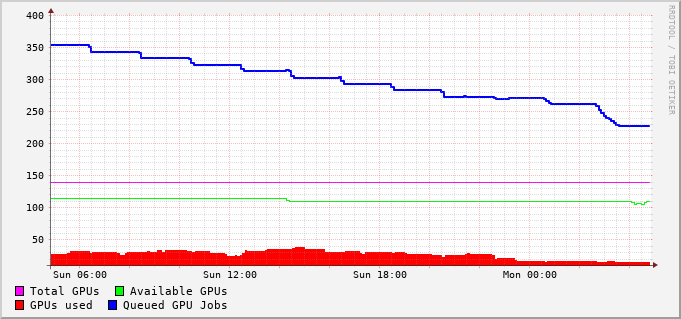 400
350
300
250
200
150
100
50
Sun 06:00 Sun 12:00 Sun 18:00 Mon 00:00
Total GPUs Available GPUs
GPUs used Queued GPU Jobs
RRDTOOL / TOBI OETIKER